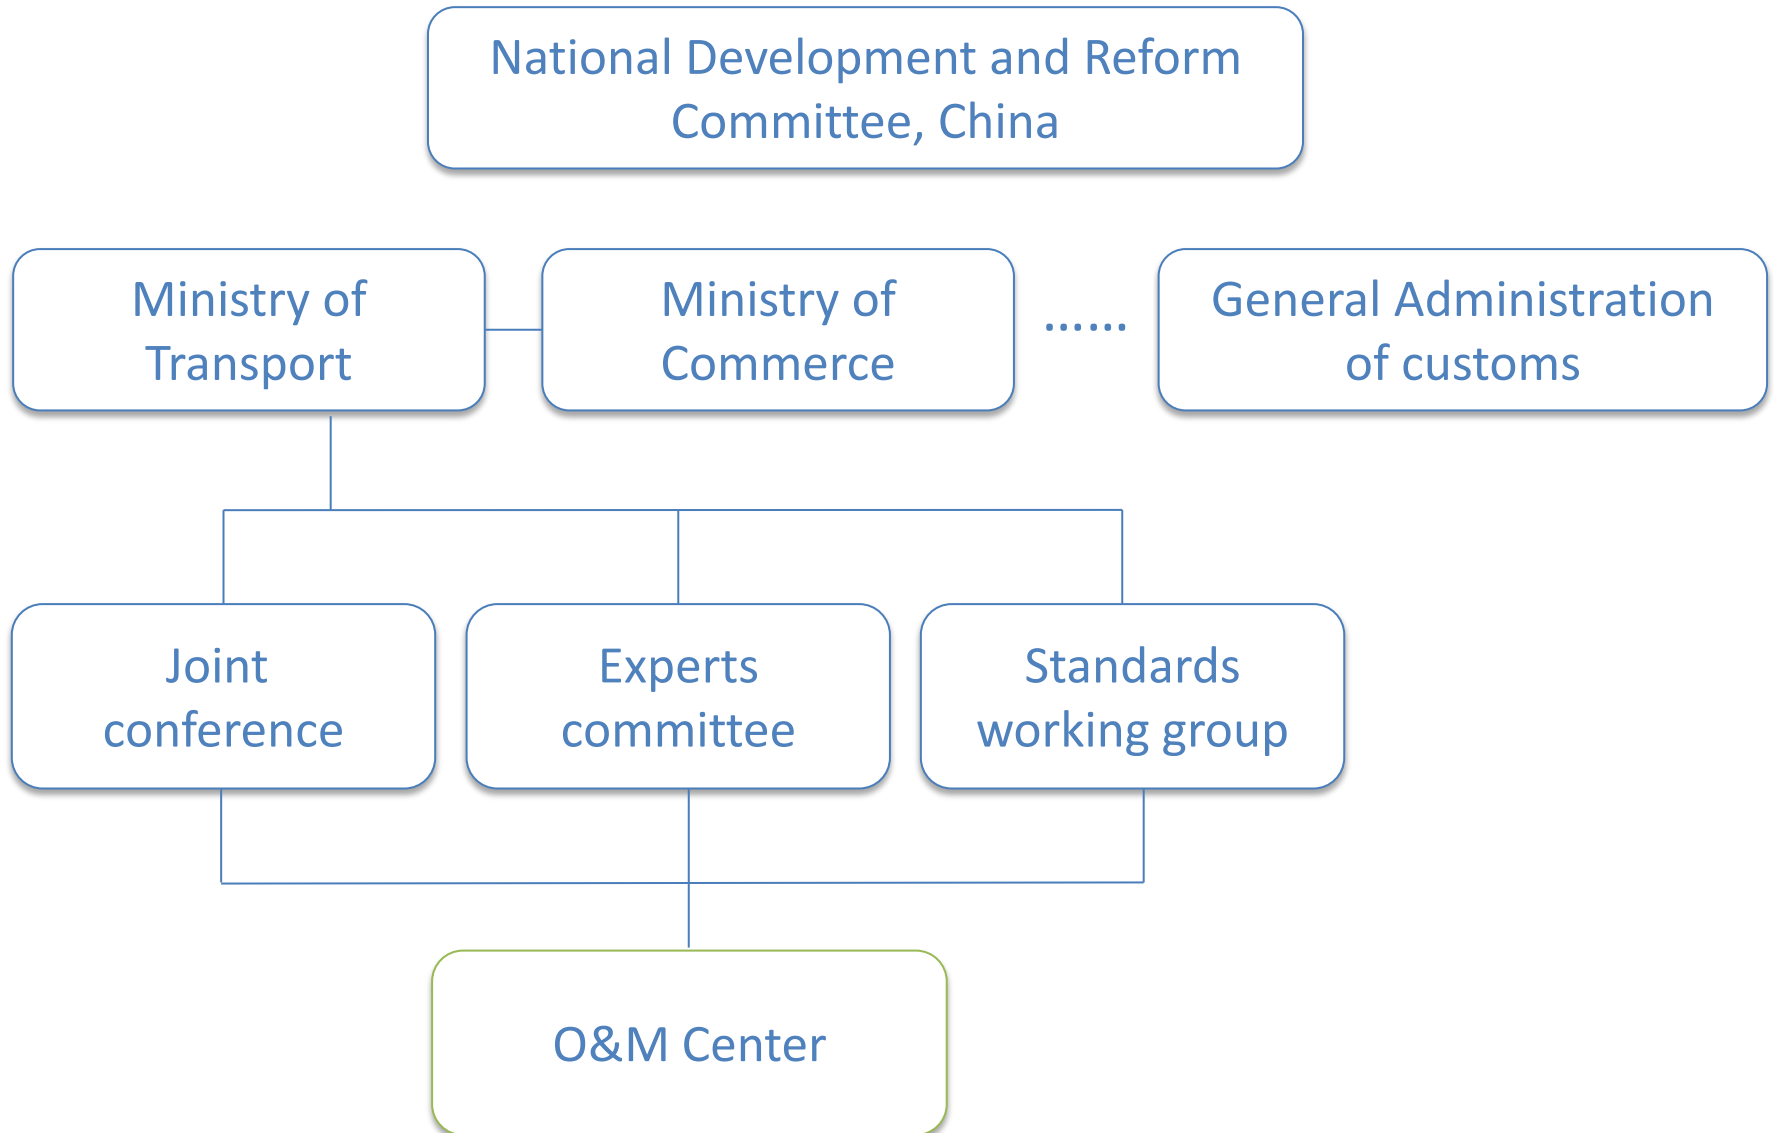 National Development and Reform
Committee, China
Ministry of
Transport
Ministry of
Commerce
……
General Administration
of customs
Joint
conference
Experts
committee
Standards
working group
O&M Center